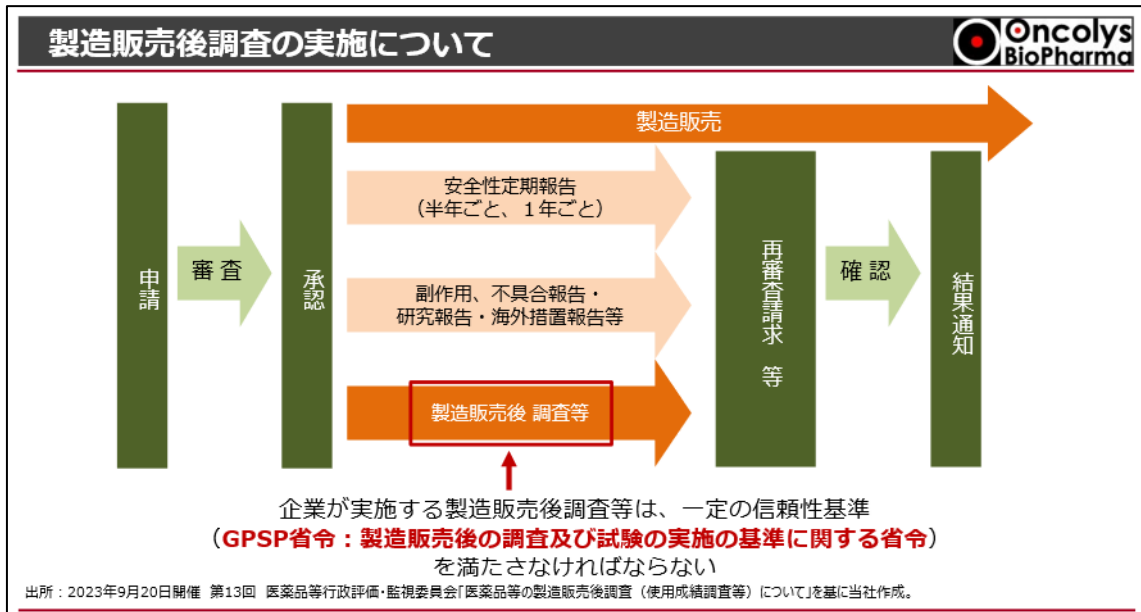 製造販売後調査の実施について
Oncolys
BioPharma
製造販売
安全性定期報告
（半年ごと、１年ごと）
申請
審 査
承認
副作用、不具合報告・
研究報告・海外措置報告等
製造販売後 調査等
再審査請求 等
確 認
結果通知
企業が実施する製造販売後調査等は、一定の信頼性基準
（GPSP省令：製造販売後の調査及び試験の実施の基準に関する省令）
を満たさなければならない
出所：2023年9月20日開催 第13回 医薬品等行政評価・監視委員会「医薬品等の製造販売後調査（使用成績調査等）について」を基に当社作成。